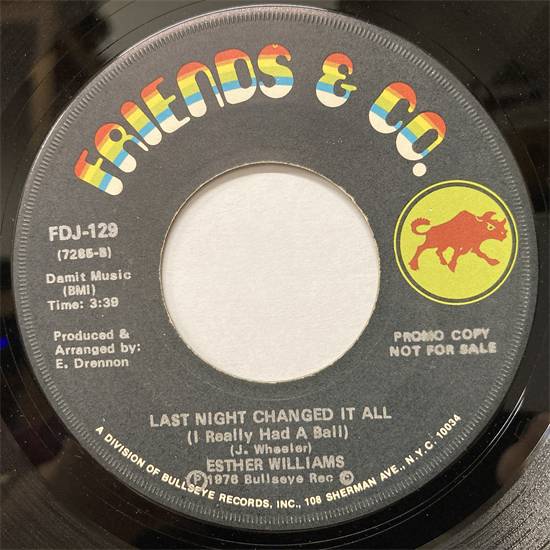 FRIENDS & CO.
FDJ-129
(7285-B)
Damit Music
(BMI)
Time: 3:39
Produced &
Arranged by:
E. Drennon
PROMO COPY
NOT FOR SALE
LAST NIGHT CHANGED IT ALL
(I Really Had A Ball)
(J. Wheeler)
ESTHER WILLIAMS
Ⓟ1976 Bullseye Rec ©
A DIVISION OF BULLSEYE RECORDS, INC., 108 SHERMAN AVE., N.Y.C. 10034